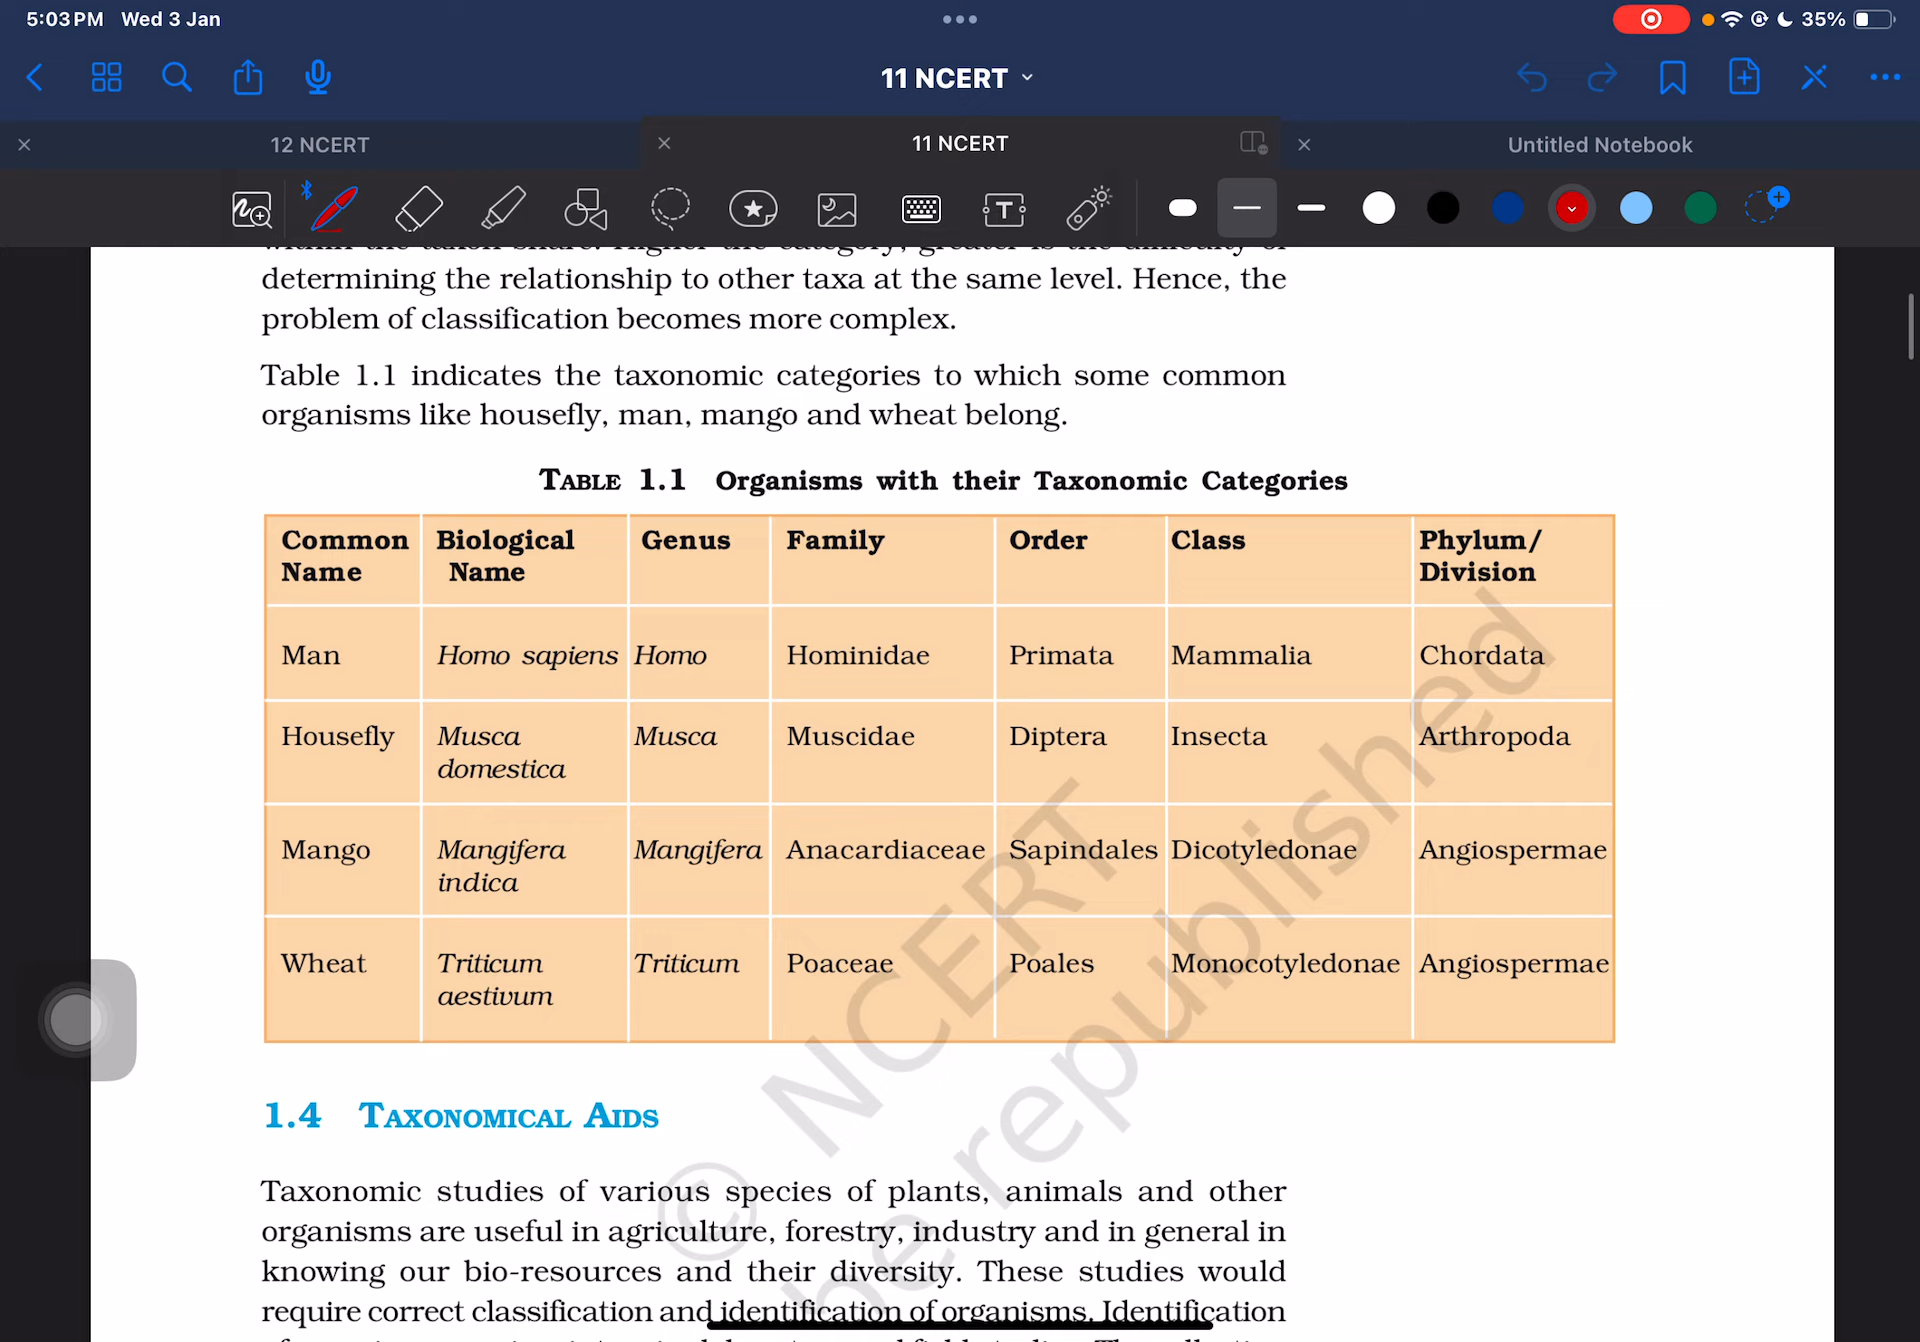 5:03 PM Wed 3 Jan
35%
11 NCERT
12 NCERT
11 NCERT
Untitled Notebook
determining the relationship to other taxa at the same level. Hence, the
problem of classification becomes more complex.
Table 1.1 indicates the taxonomic categories to which some common
organisms like housefly, man, mango and wheat belong.
TABLE 1.1 Organisms with their Taxonomic Categories
Common Name Biological Name Genus Family Order Class Phylum/ Division
Man Homo sapiens Homo Hominidae Primata Mammalia Chordata
Housefly Musca domestica Musca Muscidae Diptera Insecta Arthropoda
Mango Mangifera indica Mangifera Anacardiaceae Sapindales Dicotyledonae Angiospermae
Wheat Triticum aestivum Triticum Poaceae Poales Monocotyledonae Angiospermae
1.4 TAXONOMICAL AIDS
Taxonomic studies of various species of plants, animals and other
organisms are useful in agriculture, forestry, industry and in general in
knowing our bio-resources and their diversity. These studies would
require correct classification and identification of organisms. Identification
© NCERT
be republished